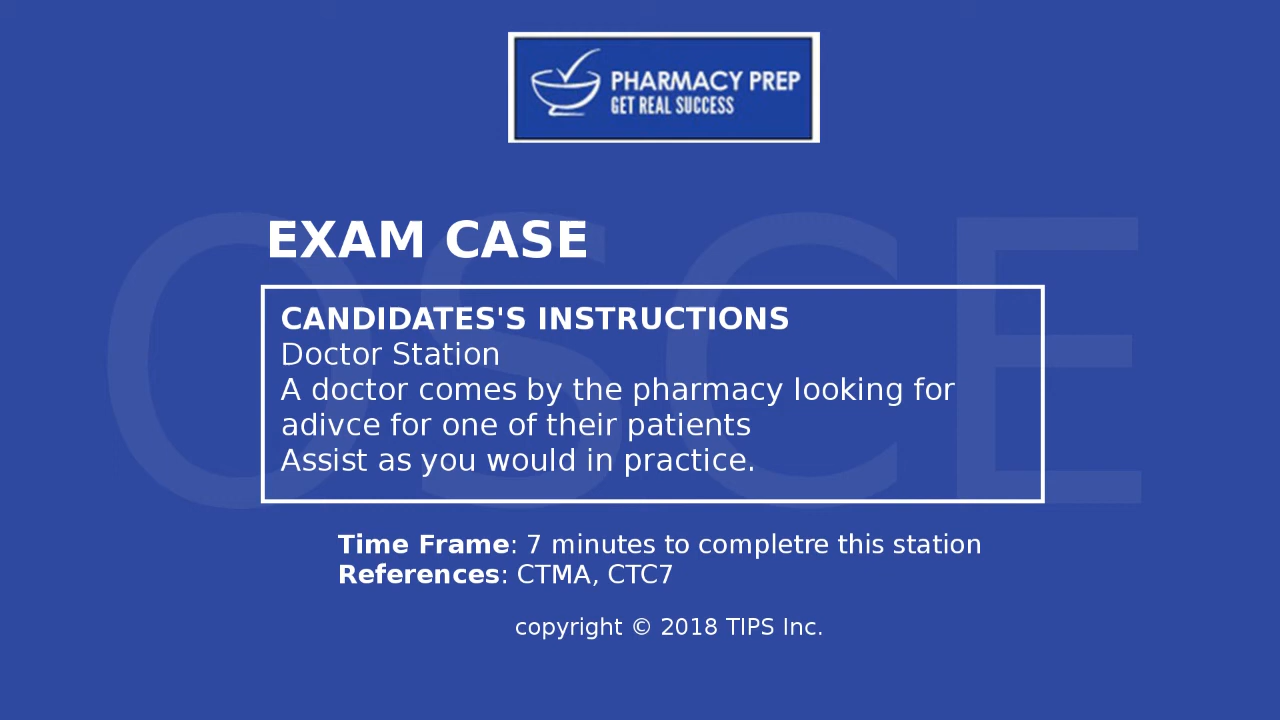 PHARMACY PREP
GET REAL SUCCESS
OSCE
EXAM CASE
CANDIDATES'S INSTRUCTIONS
Doctor Station
A doctor comes by the pharmacy looking for
adivce for one of their patients
Assist as you would in practice.
Time Frame: 7 minutes to completre this station
References: CTMA, CTC7
copyright © 2018 TIPS Inc.